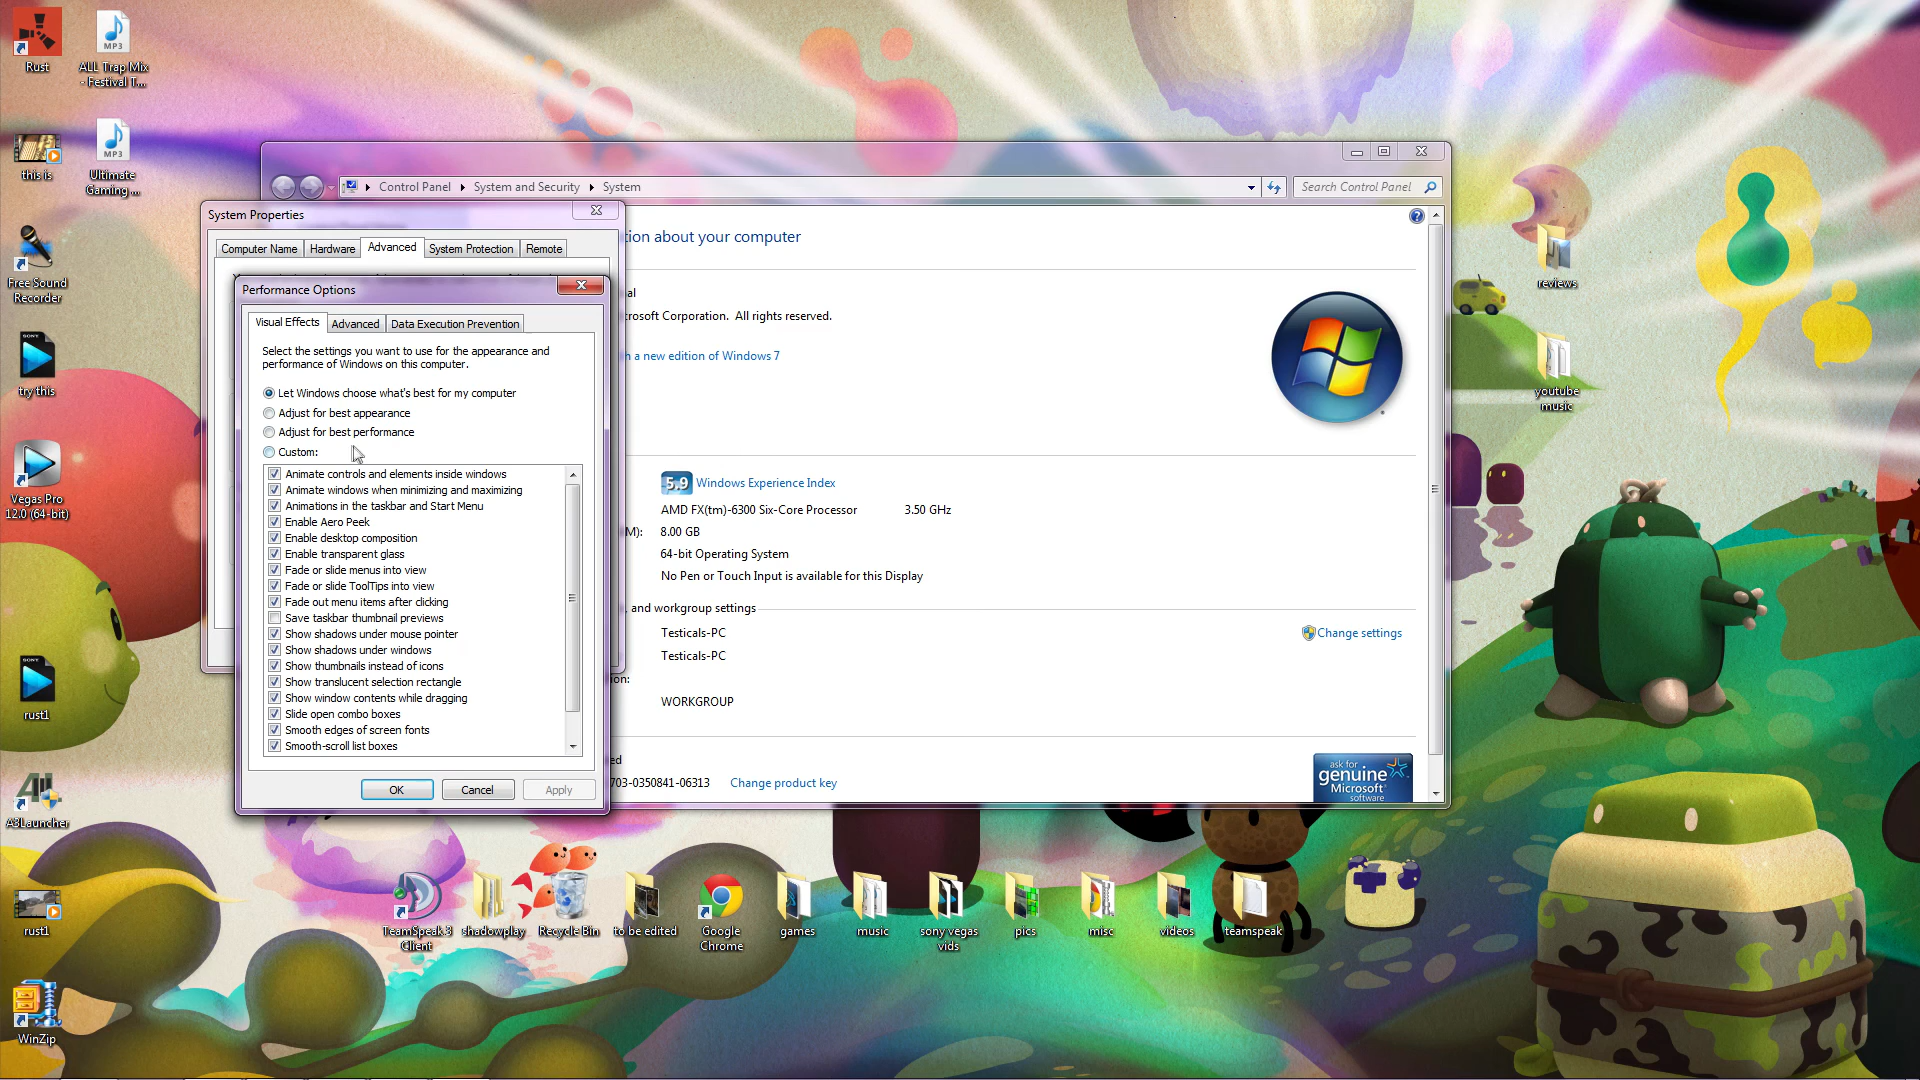 Rust
ALL Trap Mix
- Festival T...
this is
Ultimate
Gaming ...
Free Sound
Recorder
try this
Vegas Pro
12.0 (64-bit)
rust1
A3Launcher
rust1
WinZip
Control Panel
System and Security
System
Search Control Panel
System Properties
Computer Name
Hardware
Advanced
System Protection
Remote
Performance Options
Visual Effects
Advanced
Data Execution Prevention
Select the settings you want to use for the appearance and
performance of Windows on this computer.
Let Windows choose what's best for my computer
Adjust for best appearance
Adjust for best performance
Custom:
Animate controls and elements inside windows
Animate windows when minimizing and maximizing
Animations in the taskbar and Start Menu
Enable Aero Peek
Enable desktop composition
Enable transparent glass
Fade or slide menus into view
Fade or slide ToolTips into view
Fade out menu items after clicking
Save taskbar thumbnail previews
Show shadows under mouse pointer
Show shadows under windows
Show thumbnails instead of icons
Show translucent selection rectangle
Show window contents while dragging
Slide open combo boxes
Smooth edges of screen fonts
Smooth-scroll list boxes
OK
Cancel
Apply
tion about your computer
al
rosoft Corporation. All rights reserved.
h a new edition of Windows 7
5.9 Windows Experience Index
AMD FX(tm)-6300 Six-Core Processor 3.50 GHz
M): 8.00 GB
64-bit Operating System
No Pen or Touch Input is available for this Display
, and workgroup settings
Testicals-PC
Change settings
Testicals-PC
on:
WORKGROUP
ed
703-0350841-06313 Change product key
ask for
genuine
Microsoft
software
reviews
youtube
music
TeamSpeak 3
Client
shadowplay
Recycle Bin
to be edited
Google
Chrome
games
music
sony vegas
vids
pics
misc
videos
teamspeak